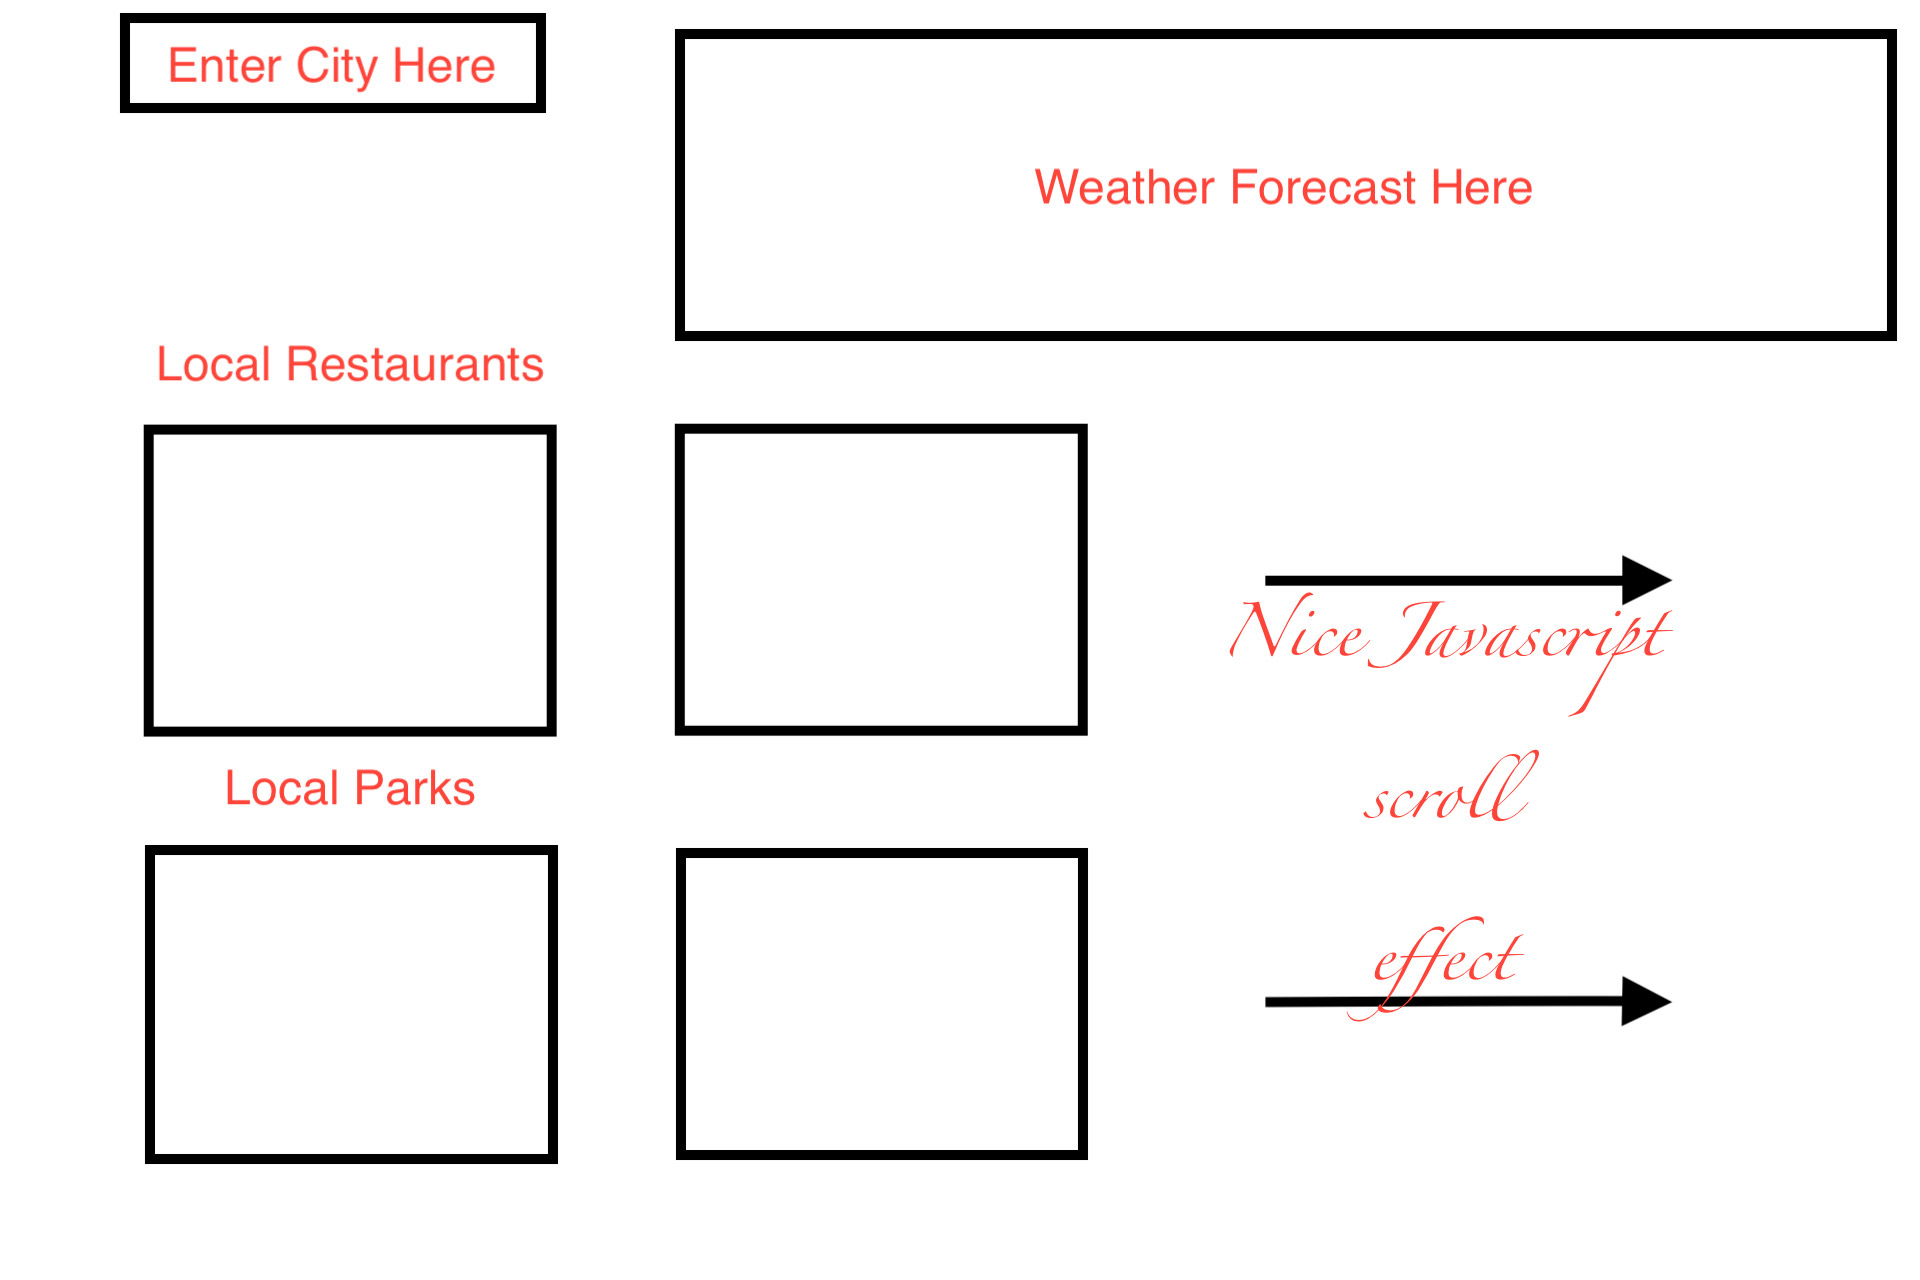 Enter City Here
Weather Forecast Here
Local Restaurants
Nice Javascript
scroll
effect
Local Parks